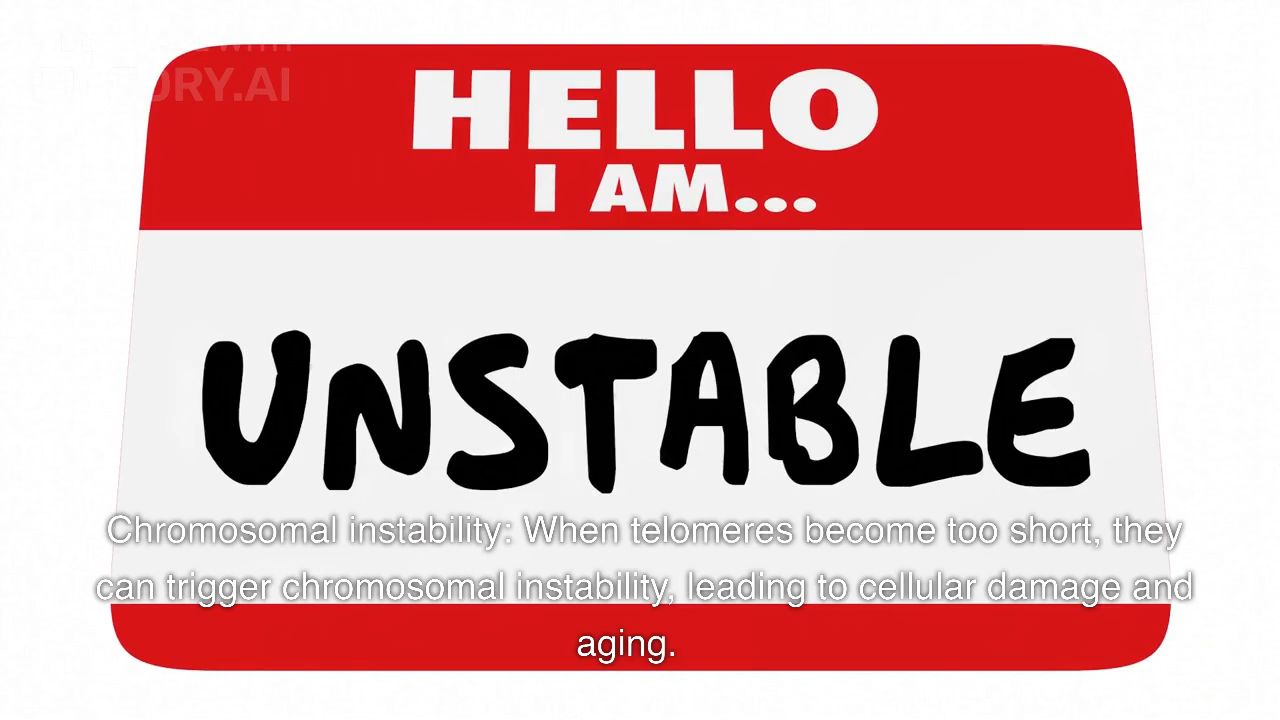 HELLO
I AM...
UNSTABLE
Chromosomal instability: When telomeres become too short, they
can trigger chromosomal instability, leading to cellular damage and
aging.